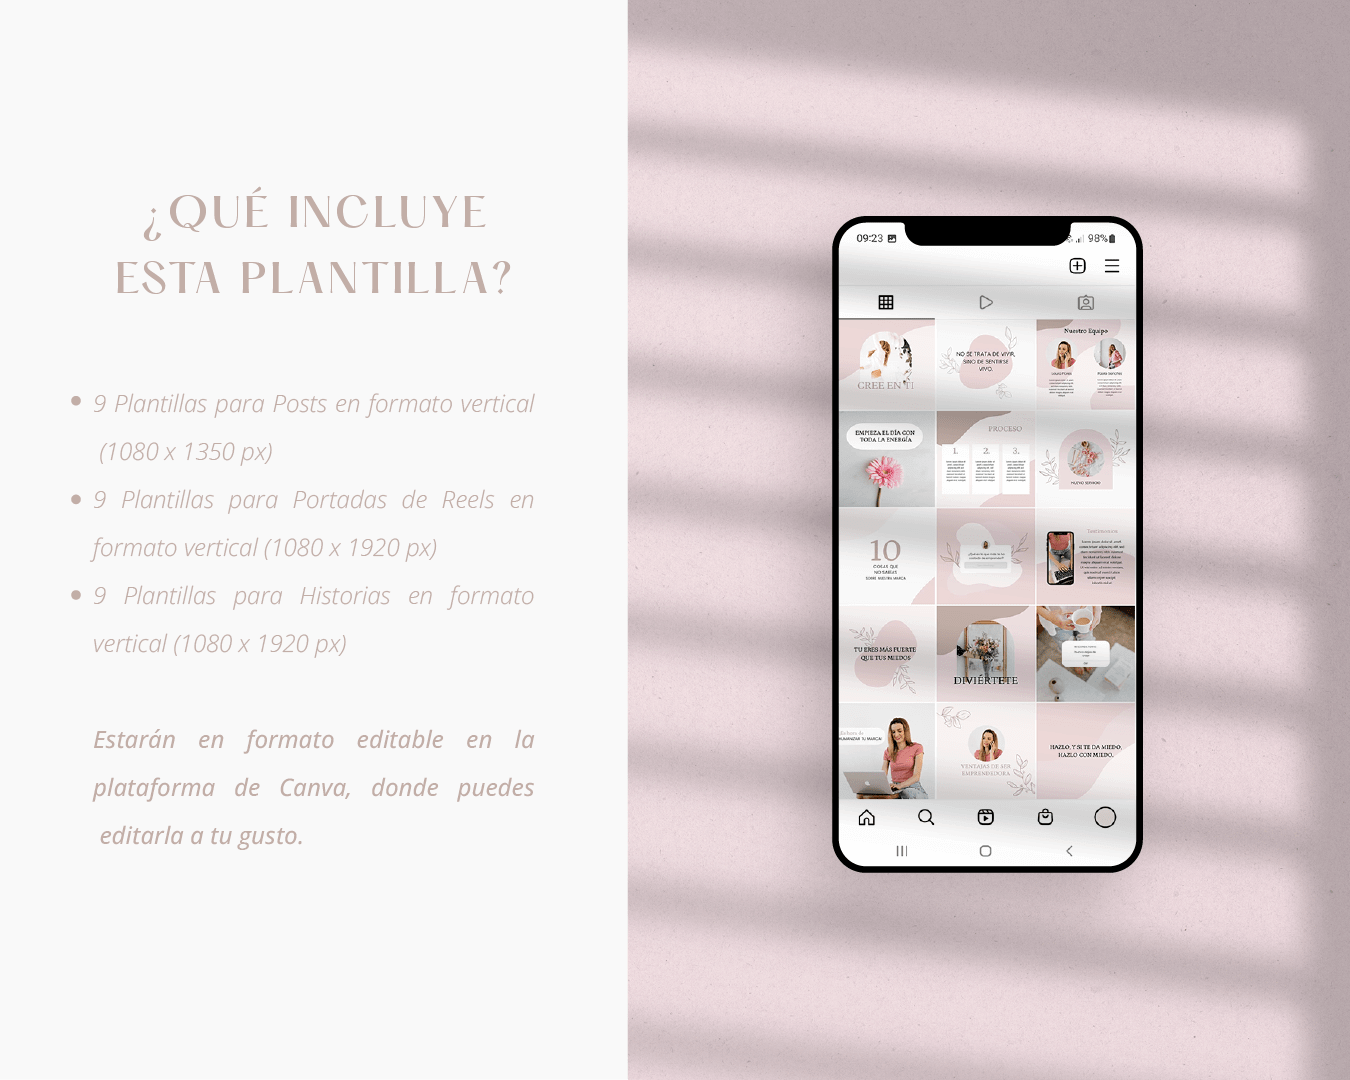 ¿QUÉ INCLUYE
ESTA PLANTILLA?
9 Plantillas para Posts en formato vertical
(1080 x 1350 px)
9 Plantillas para Portadas de Reels en
formato vertical (1080 x 1920 px)
9 Plantillas para Historias en formato
vertical (1080 x 1920 px)
Estarán en formato editable en la
plataforma de Canva, donde puedes
editarla a tu gusto.
09:23
98%
CREE EN TI
NO SE TRATA DE VIVIR,
SINO DE SENTIRSE
VIVO.
Nuestro Equipo
EMPIEZA EL DÍA CON
TODA LA ENERGÍA
PROCESO
1.
2.
3.
NUEVO SERVICIO
10
COSAS QUE
NO SABÍAS
SOBRE NUESTRA MARCA
Testimonios
TU ERES MÁS FUERTE
QUE TUS MIEDOS
DIVIÉRTETE
HUMANIZAR TU MARCA!
VENTAJAS DE SER
EMPRENDEDORA
HAZLO, Y SI TE DA MIEDO,
HAZLO CON MIEDO.